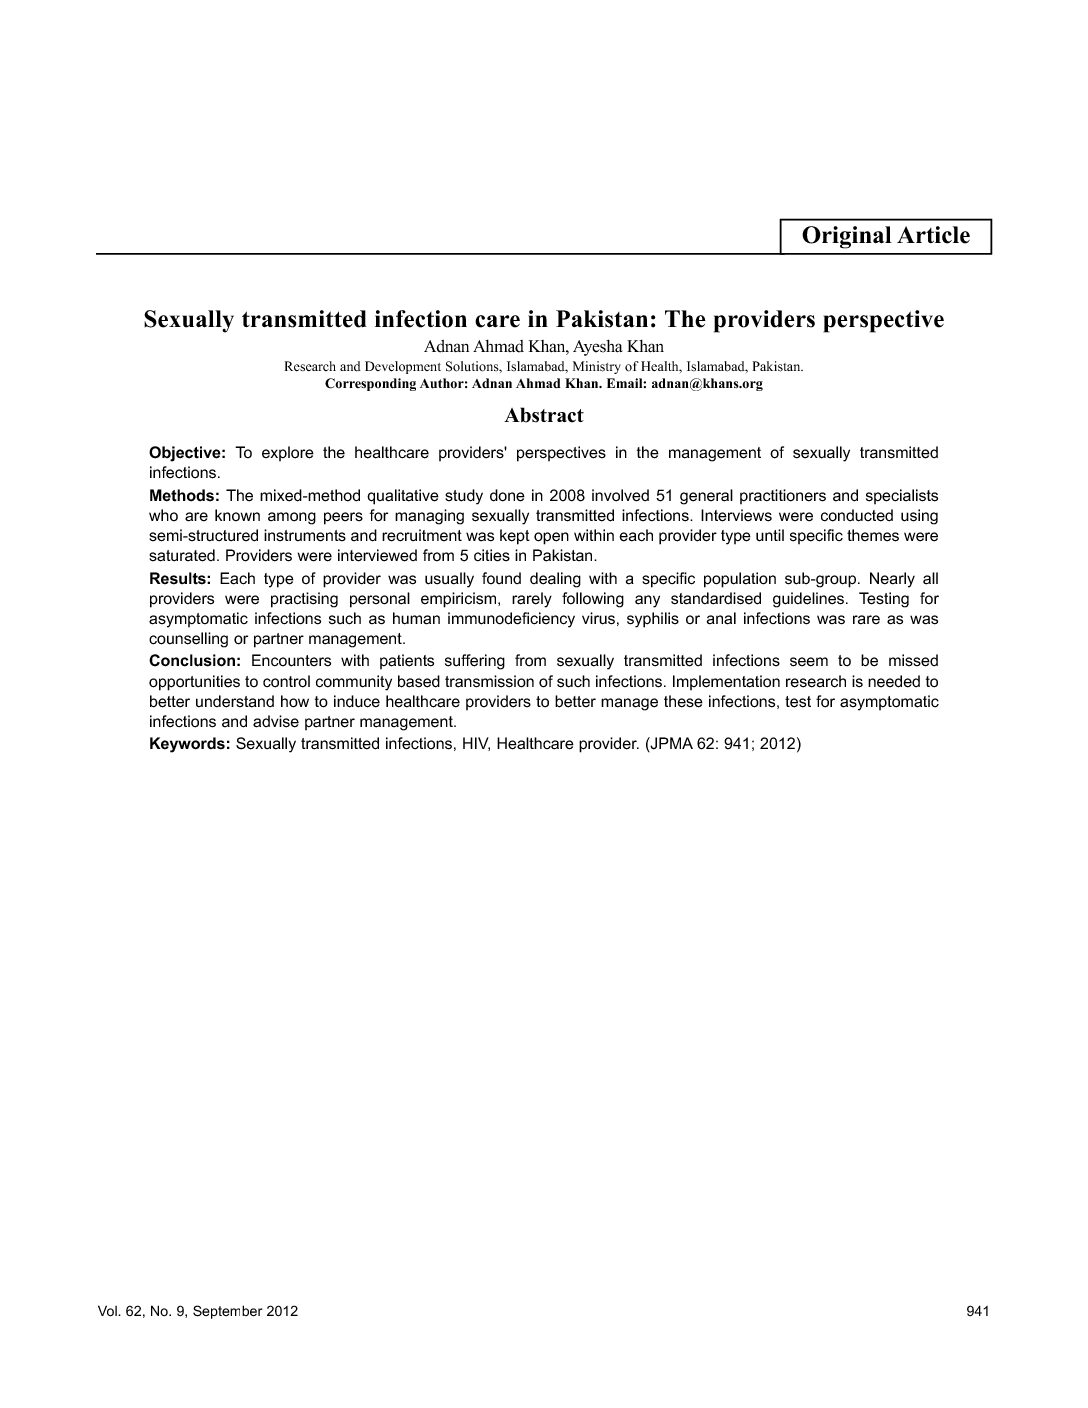 Original Article
Sexually transmitted infection care in Pakistan: The providers perspective
Adnan Ahmad Khan, Ayesha Khan
Research and Development Solutions, Islamabad, Ministry of Health, Islamabad, Pakistan.
Corresponding Author: Adnan Ahmad Khan. Email: adnan@khans.org
Abstract
Objective: To explore the healthcare providers' perspectives in the management of sexually transmitted
infections.
Methods: The mixed-method qualitative study done in 2008 involved 51 general practitioners and specialists
who are known among peers for managing sexually transmitted infections. Interviews were conducted using
semi-structured instruments and recruitment was kept open within each provider type until specific themes were
saturated. Providers were interviewed from 5 cities in Pakistan.
Results: Each type of provider was usually found dealing with a specific population sub-group. Nearly all
providers were practising personal empiricism, rarely following any standardised guidelines. Testing for
asymptomatic infections such as human immunodeficiency virus, syphilis or anal infections was rare as was
counselling or partner management.
Conclusion: Encounters with patients suffering from sexually transmitted infections seem to be missed
opportunities to control community based transmission of such infections. Implementation research is needed to
better understand how to induce healthcare providers to better manage these infections, test for asymptomatic
infections and advise partner management.
Keywords: Sexually transmitted infections, HIV, Healthcare provider. (JPMA 62: 941; 2012)
Vol. 62, No. 9, September 2012
941